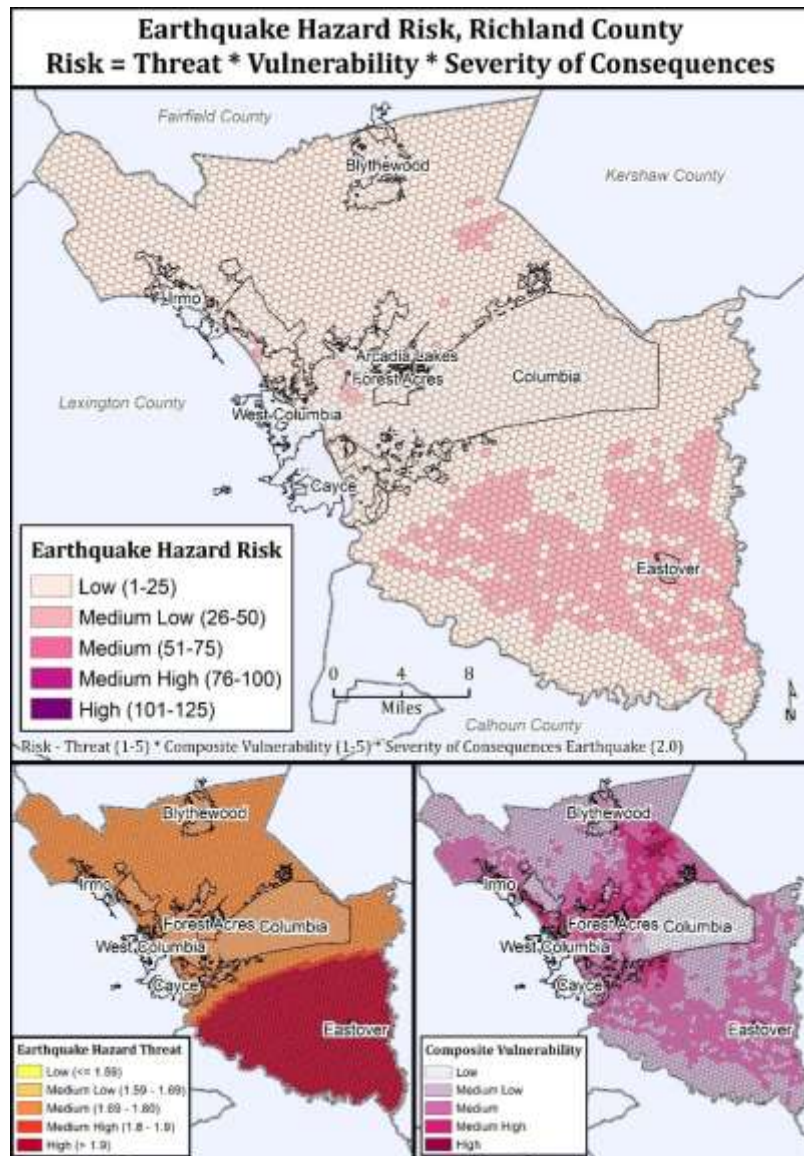 Earthquake Hazard Risk, Richland County
Risk = Threat * Vulnerability * Severity of Consequences
Fairfield County
Blythewood
Kershaw County
Irmo
Arcadia Lakes
Forest Acres
Columbia
Lexington County
West Columbia
Cayce
Eastover
Earthquake Hazard Risk
Low (1-25)
Medium Low (26-50)
Medium (51-75)
Medium High (76-100)
High (101-125)
0 4 8
Miles
N
Calhoun County
Risk - Threat (1-5) * Composite Vulnerability (1-5) * Severity of Consequences Earthquake (2.0)
Blythewood
Irmo
Forest Acres
Columbia
West Columbia
Cayce
Eastover
Earthquake Hazard Threat
Low (<= 1.59)
Medium Low (1.59 - 1.69)
Medium (1.69 - 1.80)
Medium High (1.8 - 1.9)
High (> 1.9)
Blythewood
Irmo
Forest Acres
Columbia
West Columbia
Cayce
Eastover
Composite Vulnerability
Low
Medium Low
Medium
Medium High
High